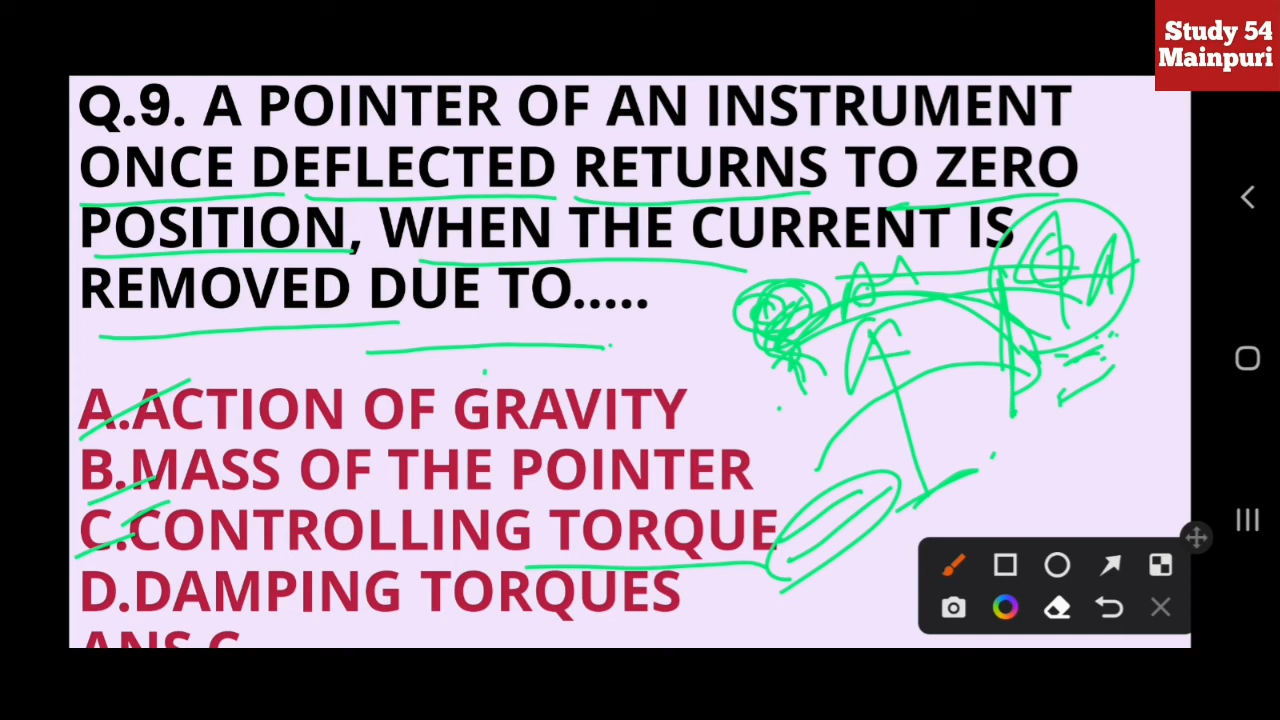 Study 54
Mainpuri
Q.9. A POINTER OF AN INSTRUMENT
ONCE DEFLECTED RETURNS TO ZERO
POSITION, WHEN THE CURRENT IS
REMOVED DUE TO.....
A.ACTION OF GRAVITY
B.MASS OF THE POINTER
C.CONTROLLING TORQUE
D.DAMPING TORQUES
ANS C